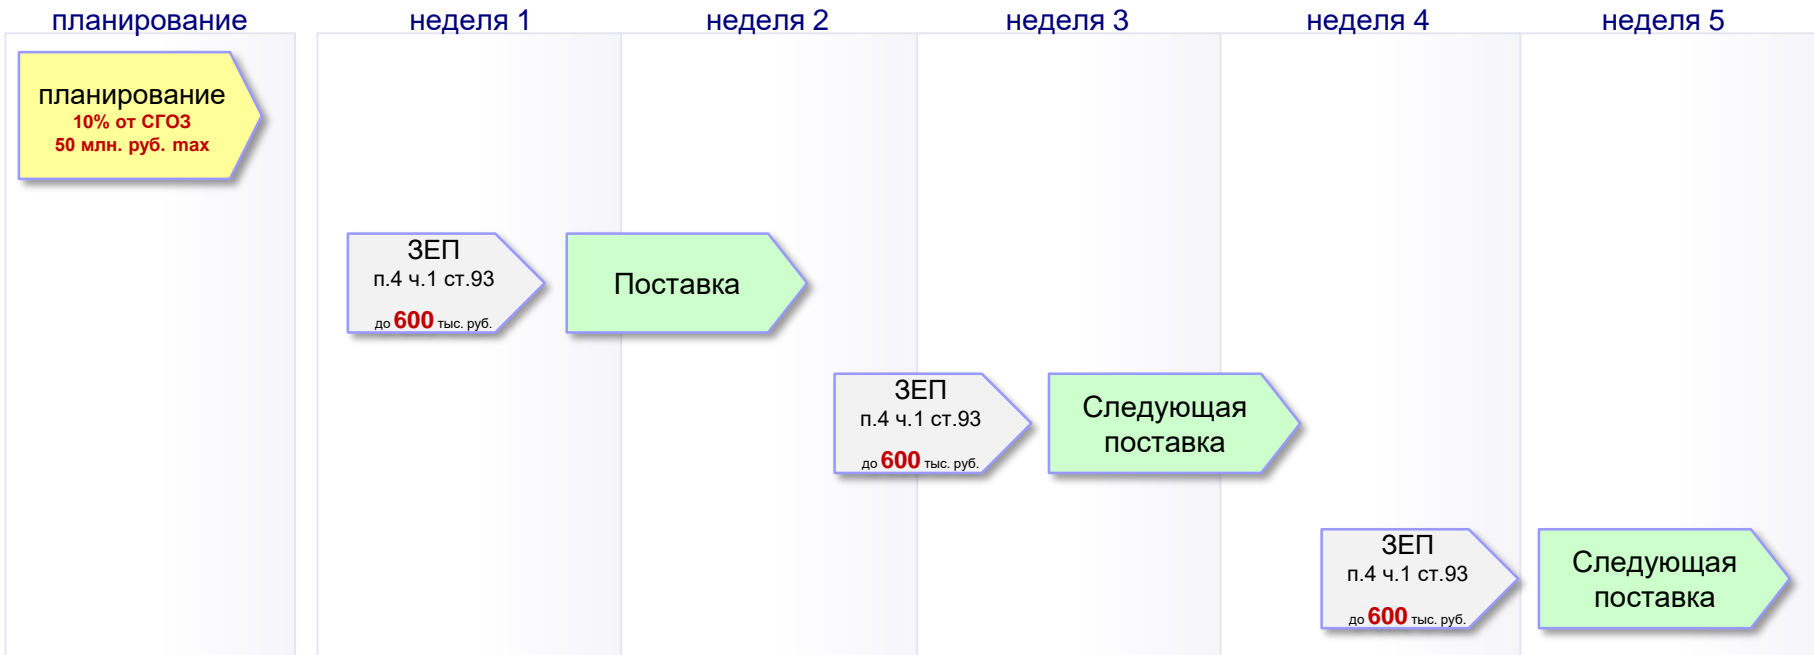 планирование
неделя 1
неделя 2
неделя 3
неделя 4
неделя 5
планирование
10% от СГОЗ
50 млн. руб. max
ЗЕП
п.4 ч.1 ст.93
до 600 тыс. руб.
Поставка
ЗЕП
п.4 ч.1 ст.93
до 600 тыс. руб.
Следующая
поставка
ЗЕП
п.4 ч.1 ст.93
до 600 тыс. руб.
Следующая
поставка